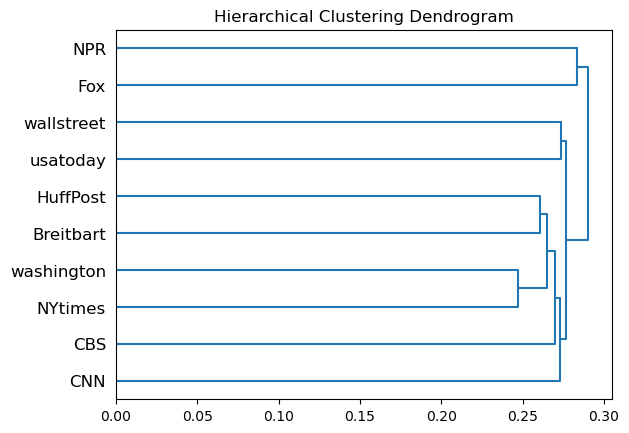 Hierarchical Clustering Dendrogram
NPR
Fox
wallstreet
usatoday
HuffPost
Breitbart
washington
NYtimes
CBS
CNN
0.00 0.05 0.10 0.15 0.20 0.25 0.30